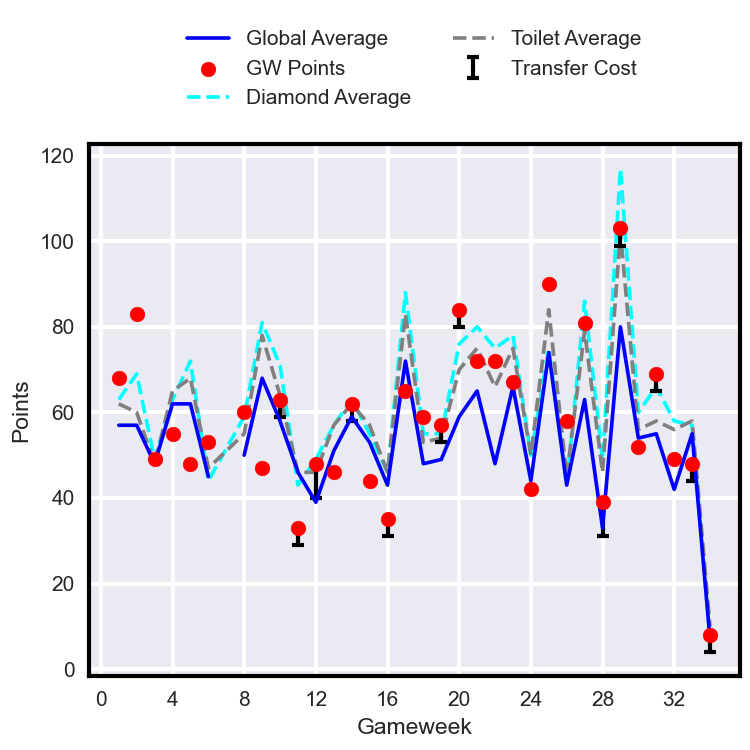 Global Average
GW Points
Diamond Average
Toilet Average
Transfer Cost
Points
120
100
80
60
40
20
0
0 4 8 12 16 20 24 28 32
Gameweek